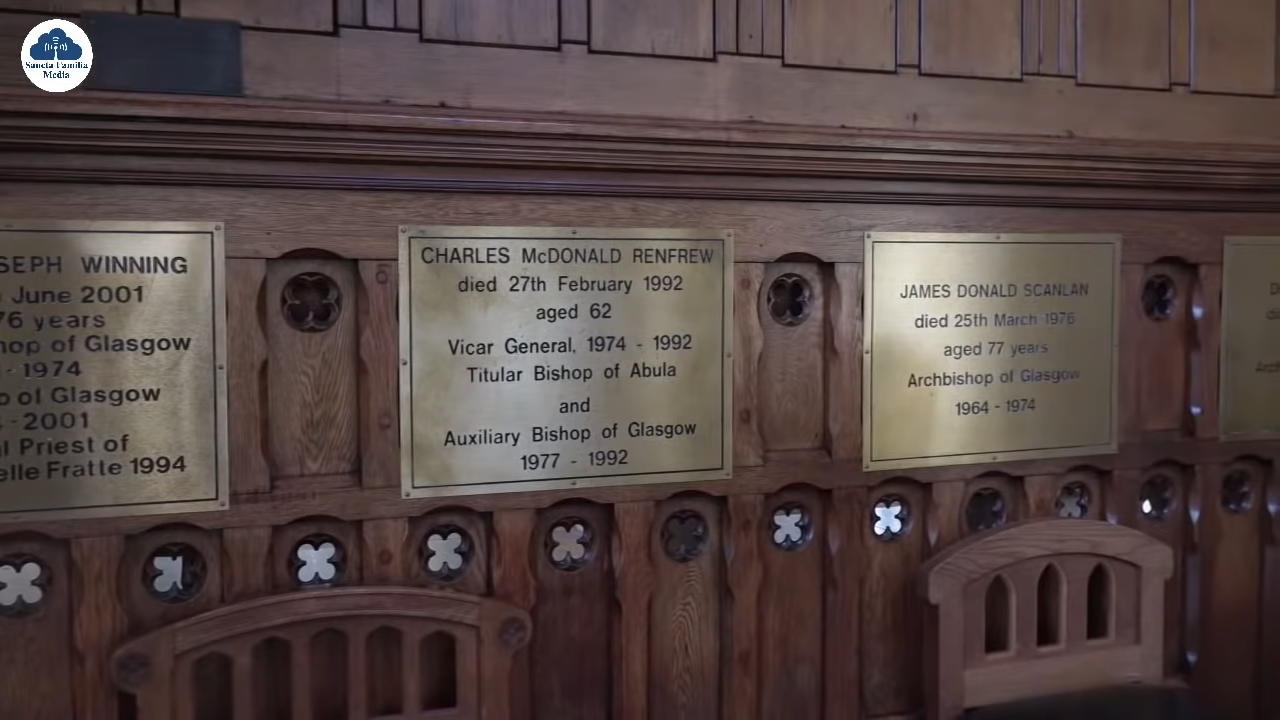 Sancta Familia
Media
SEPH WINNING
June 2001
76 years
hop of Glasgow
- 1974
p of Glasgow
- 2001
al Priest of
elle Fratte 1994
CHARLES McDONALD RENFREW
died 27th February 1992
aged 62
Vicar General, 1974 - 1992
Titular Bishop of Abula
and
Auxiliary Bishop of Glasgow
1977 - 1992
JAMES DONALD SCANLAN
died 25th March 1976
aged 77 years
Archbishop of Glasgow
1964 - 1974